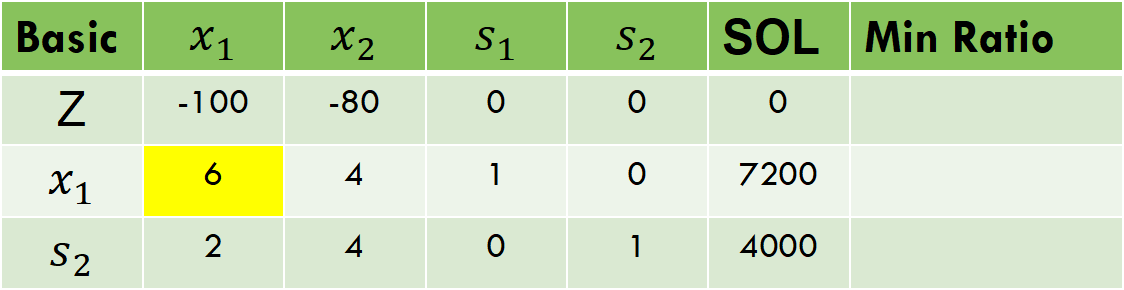 Basic x₁ x₂ s₁ s₂ SOL Min Ratio
Z -100 -80 0 0 0
x₁ 6 4 1 0 7200
s₂ 2 4 0 1 4000